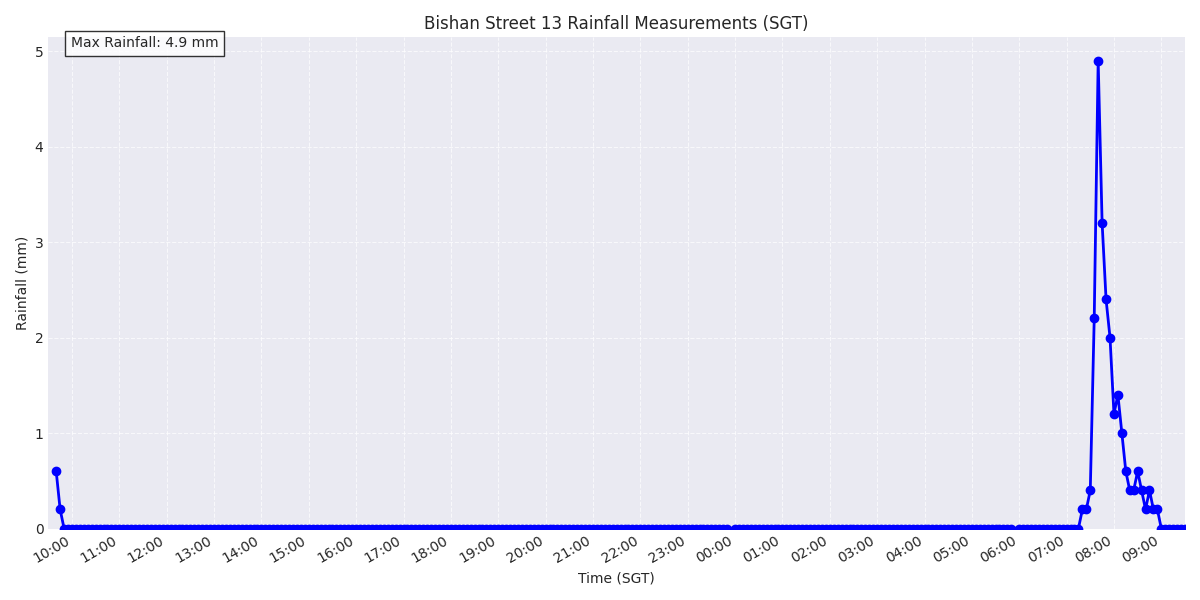 Bishan Street 13 Rainfall Measurements (SGT)
Max Rainfall: 4.9 mm
Rainfall (mm)
5
4
3
2
1
0
10:00 11:00 12:00 13:00 14:00 15:00 16:00 17:00 18:00 19:00 20:00 21:00 22:00 23:00 00:00 01:00 02:00 03:00 04:00 05:00 06:00 07:00 08:00 09:00
Time (SGT)